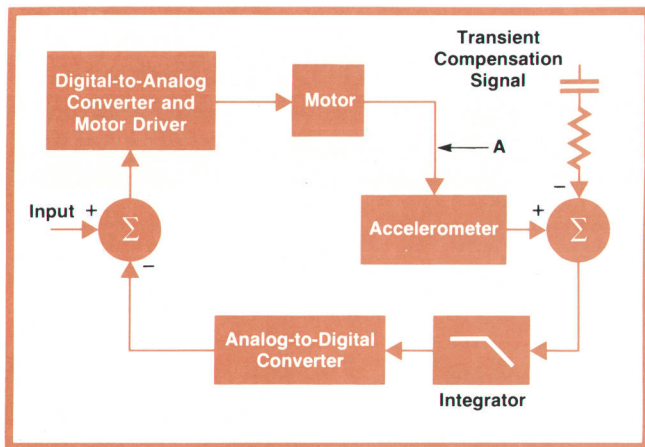 Transient
Compensation
Signal
Digital-to-Analog
Converter and
Motor Driver
Motor
A
Input
+
Σ
−
Accelerometer
+
−
Σ
Analog-to-Digital
Converter
Integrator